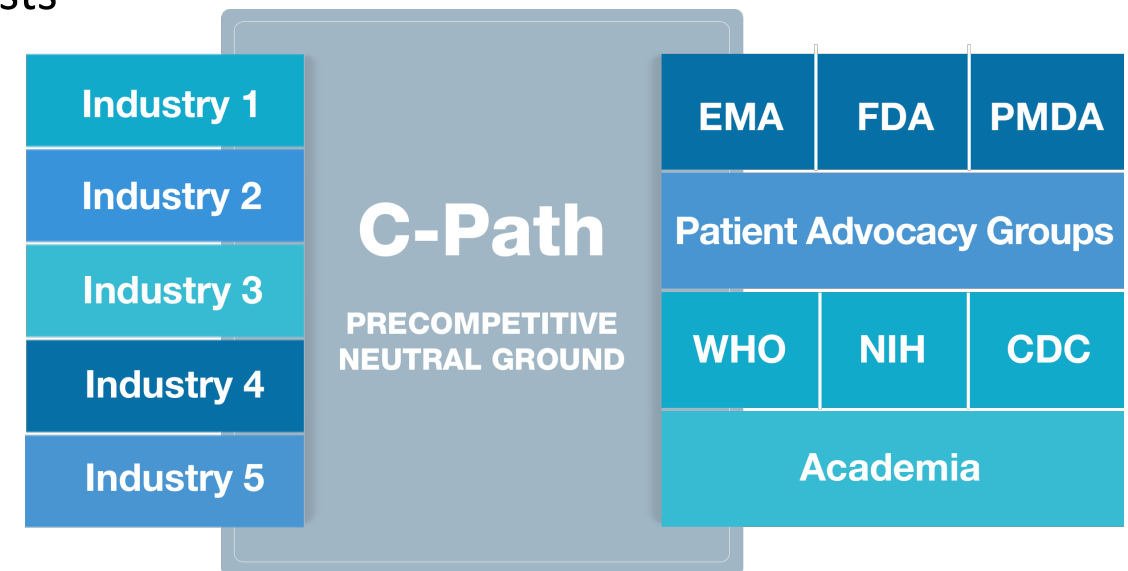 Industry 1
Industry 2
Industry 3
Industry 4
Industry 5
C-Path
PRECOMPETITIVE
NEUTRAL GROUND
EMA FDA PMDA
Patient Advocacy Groups
WHO NIH CDC
Academia